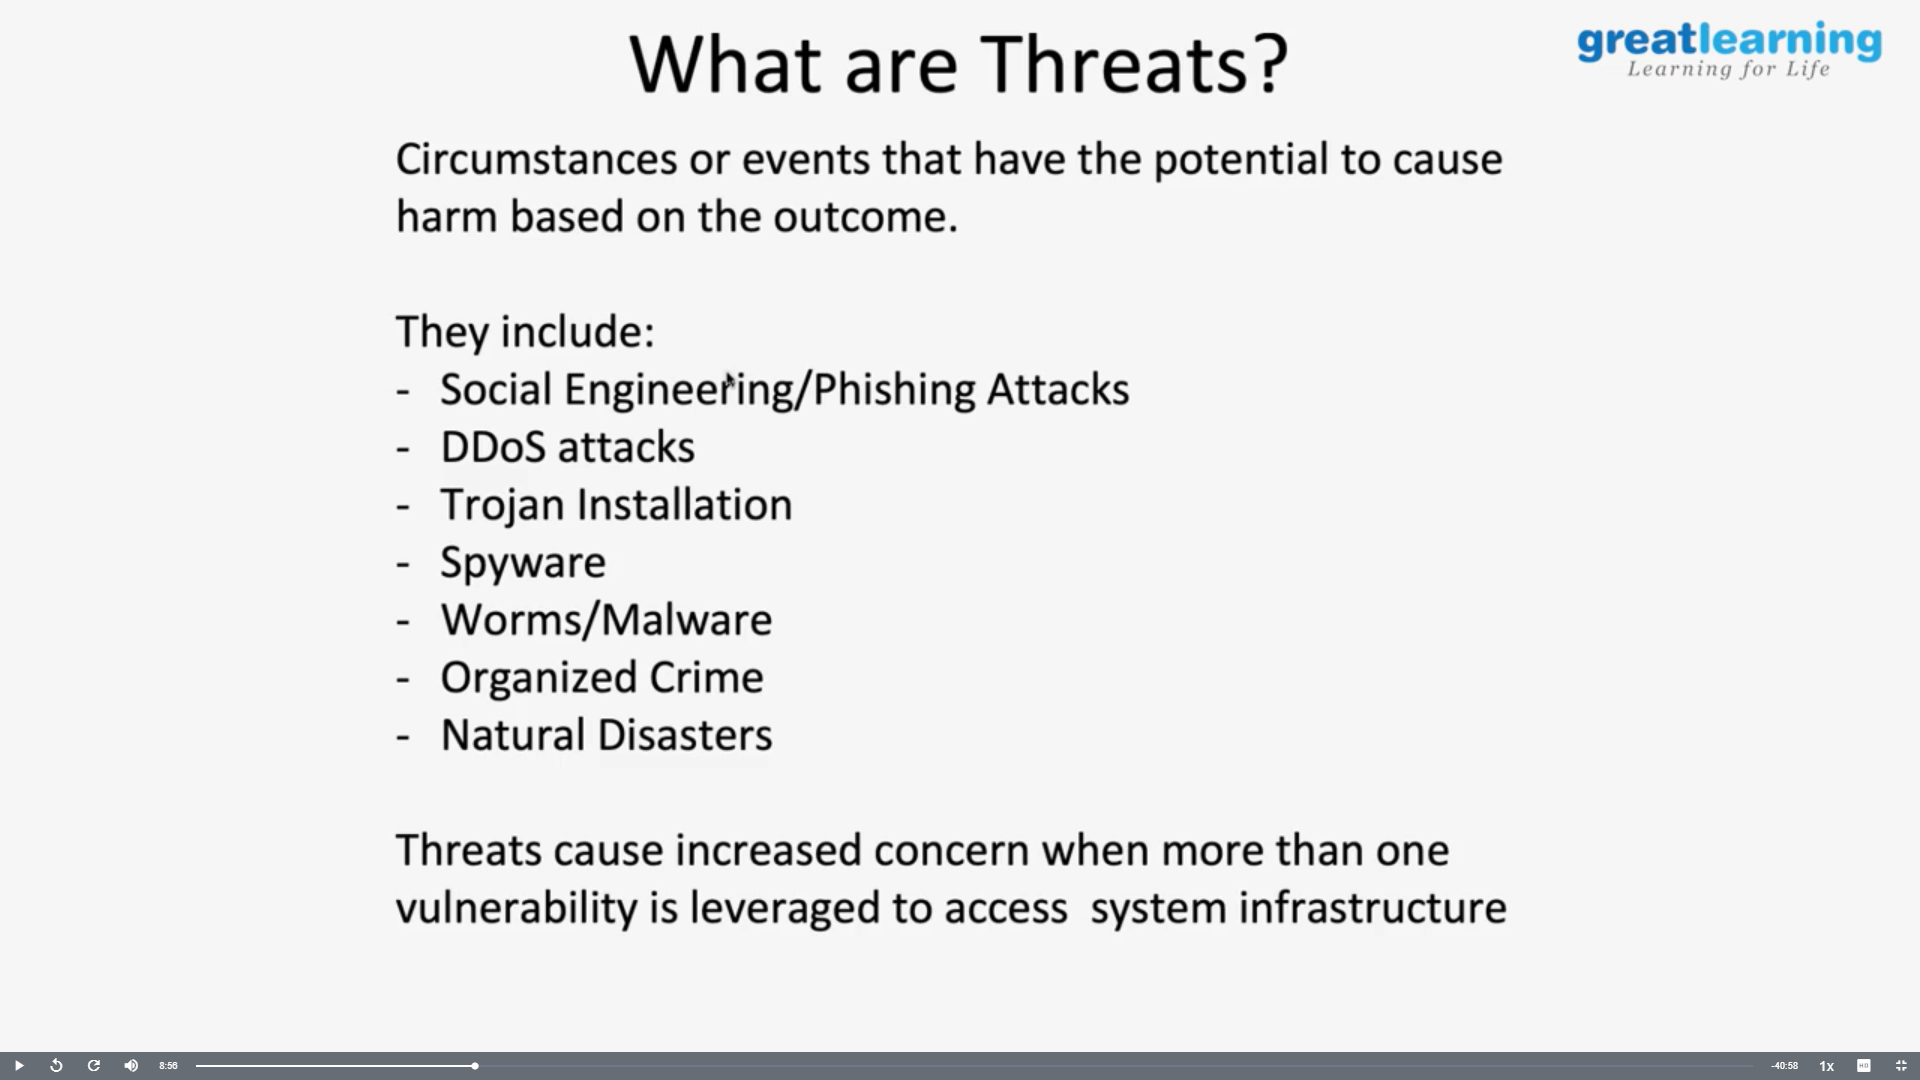 What are Threats?
greatlearning
Learning for Life
Circumstances or events that have the potential to cause
harm based on the outcome.
They include:
- Social Engineering/Phishing Attacks
- DDoS attacks
- Trojan Installation
- Spyware
- Worms/Malware
- Organized Crime
- Natural Disasters
Threats cause increased concern when more than one
vulnerability is leveraged to access  system infrastructure
8:56
-40:58
1x
HD